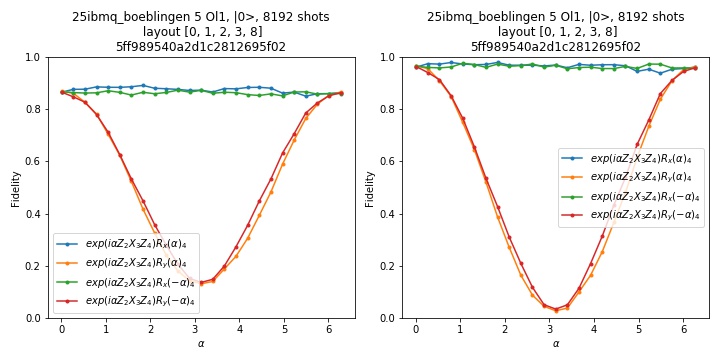 25ibmq_boeblingen 5 Ol1, |0>, 8192 shots
layout [0, 1, 2, 3, 8]
5ff989540a2d1c2812695f02
1.0
0.8
0.6
0.4
0.2
0.0
Fidelity
exp(iαZ₂X₃Z₄)Rₓ(α)₄
exp(iαZ₂X₃Z₄)Rᵧ(α)₄
exp(iαZ₂X₃Z₄)Rₓ(−α)₄
exp(iαZ₂X₃Z₄)Rᵧ(−α)₄
0 1 2 3 4 5 6
α
25ibmq_boeblingen 5 Ol1, |0>, 8192 shots
layout [0, 1, 2, 3, 8]
5ff989540a2d1c2812695f02
1.0
0.8
0.6
0.4
0.2
0.0
Fidelity
exp(iαZ₂X₃Z₄)Rₓ(α)₄
exp(iαZ₂X₃Z₄)Rᵧ(α)₄
exp(iαZ₂X₃Z₄)Rₓ(−α)₄
exp(iαZ₂X₃Z₄)Rᵧ(−α)₄
0 1 2 3 4 5 6
α